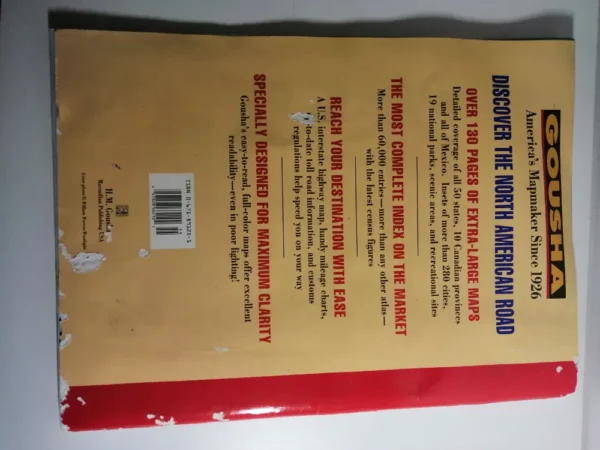 GOUSHA
America's Mapmaker Since 1926
DISCOVER THE NORTH AMERICAN ROAD
OVER 130 PAGES OF EXTRA-LARGE MAPS
Detailed coverage of all 50 states, 10 Canadian provinces
and all of Mexico. Insets of more than 280 cities,
19 national parks, scenic areas, and recreational sites
THE MOST COMPLETE INDEX ON THE MARKET
More than 60,000 entries—more than any other atlas—
with the latest census figures
REACH YOUR DESTINATION WITH EASE
A U.S. interstate highway map, handy mileage charts,
to-date toll road information, and customs
regulations help speed you on your way
SPECIALLY DESIGNED FOR MAXIMUM CLARITY
Gousha's easy-to-read, full-color maps offer excellent
readability—even in poor lighting!
ISBN
H.M. Gousha
Macmillan Publishing USA